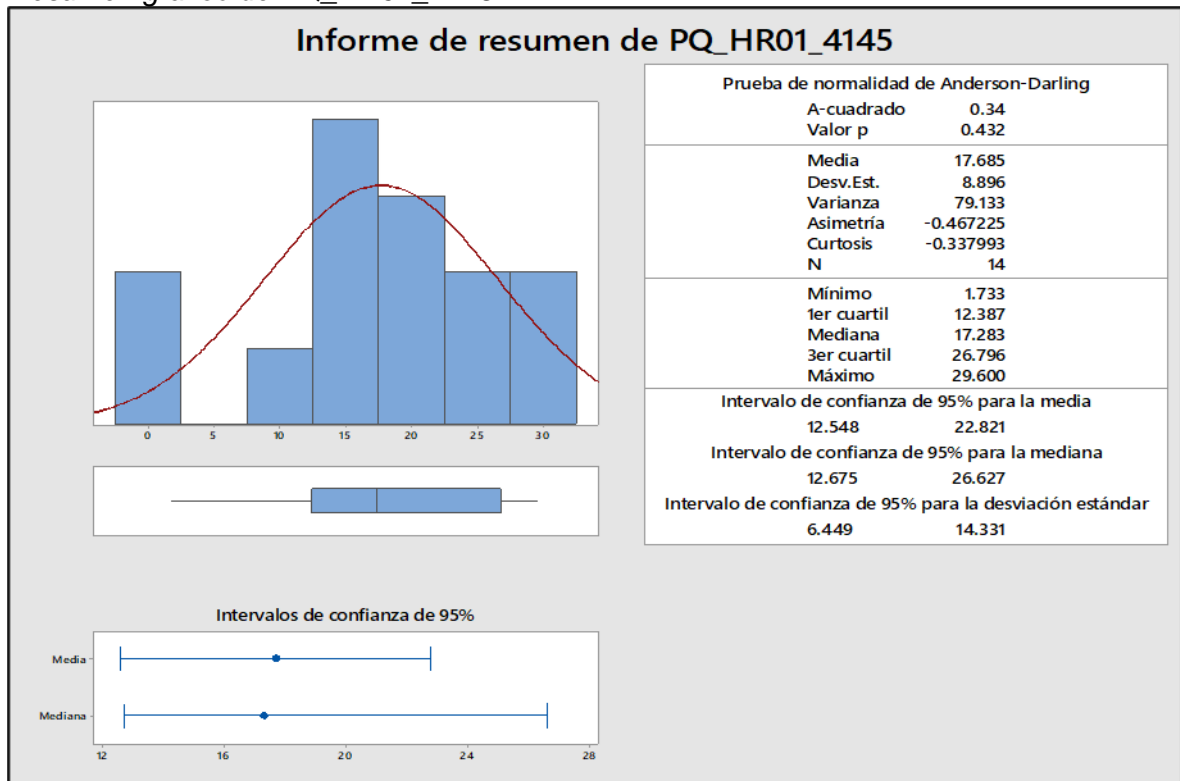 Informe de resumen de PQ_HR01_4145
Prueba de normalidad de Anderson-Darling
A-cuadrado 0.34
Valor p 0.432
Media 17.685
Desv.Est. 8.896
Varianza 79.133
Asimetría -0.467225
Curtosis -0.337993
N 14
Mínimo 1.733
1er cuartil 12.387
Mediana 17.283
3er cuartil 26.796
Máximo 29.600
Intervalo de confianza de 95% para la media
12.548 22.821
Intervalo de confianza de 95% para la mediana
12.675 26.627
Intervalo de confianza de 95% para la desviación estándar
6.449 14.331
0 5 10 15 20 25 30
Intervalos de confianza de 95%
Media
Mediana
12 16 20 24 28